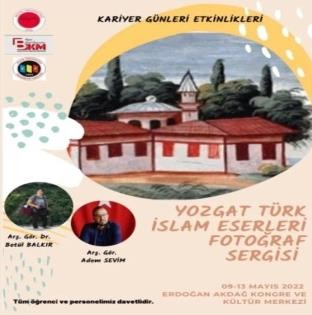 KARİYER GÜNLERİ ETKİNLİKLERİ
BKM
Arş. Gör. Dr.
Betül BALKIR
Arş. Gör.
Adem SEVİM
YOZGAT TÜRK
İSLAM ESERLERİ
FOTOĞRAF
SERGİSİ
09-13 MAYIS 2022
ERDOĞAN AKDAĞ KONGRE VE
KÜLTÜR MERKEZİ
Tüm öğrenci ve personelimiz davetlidir.